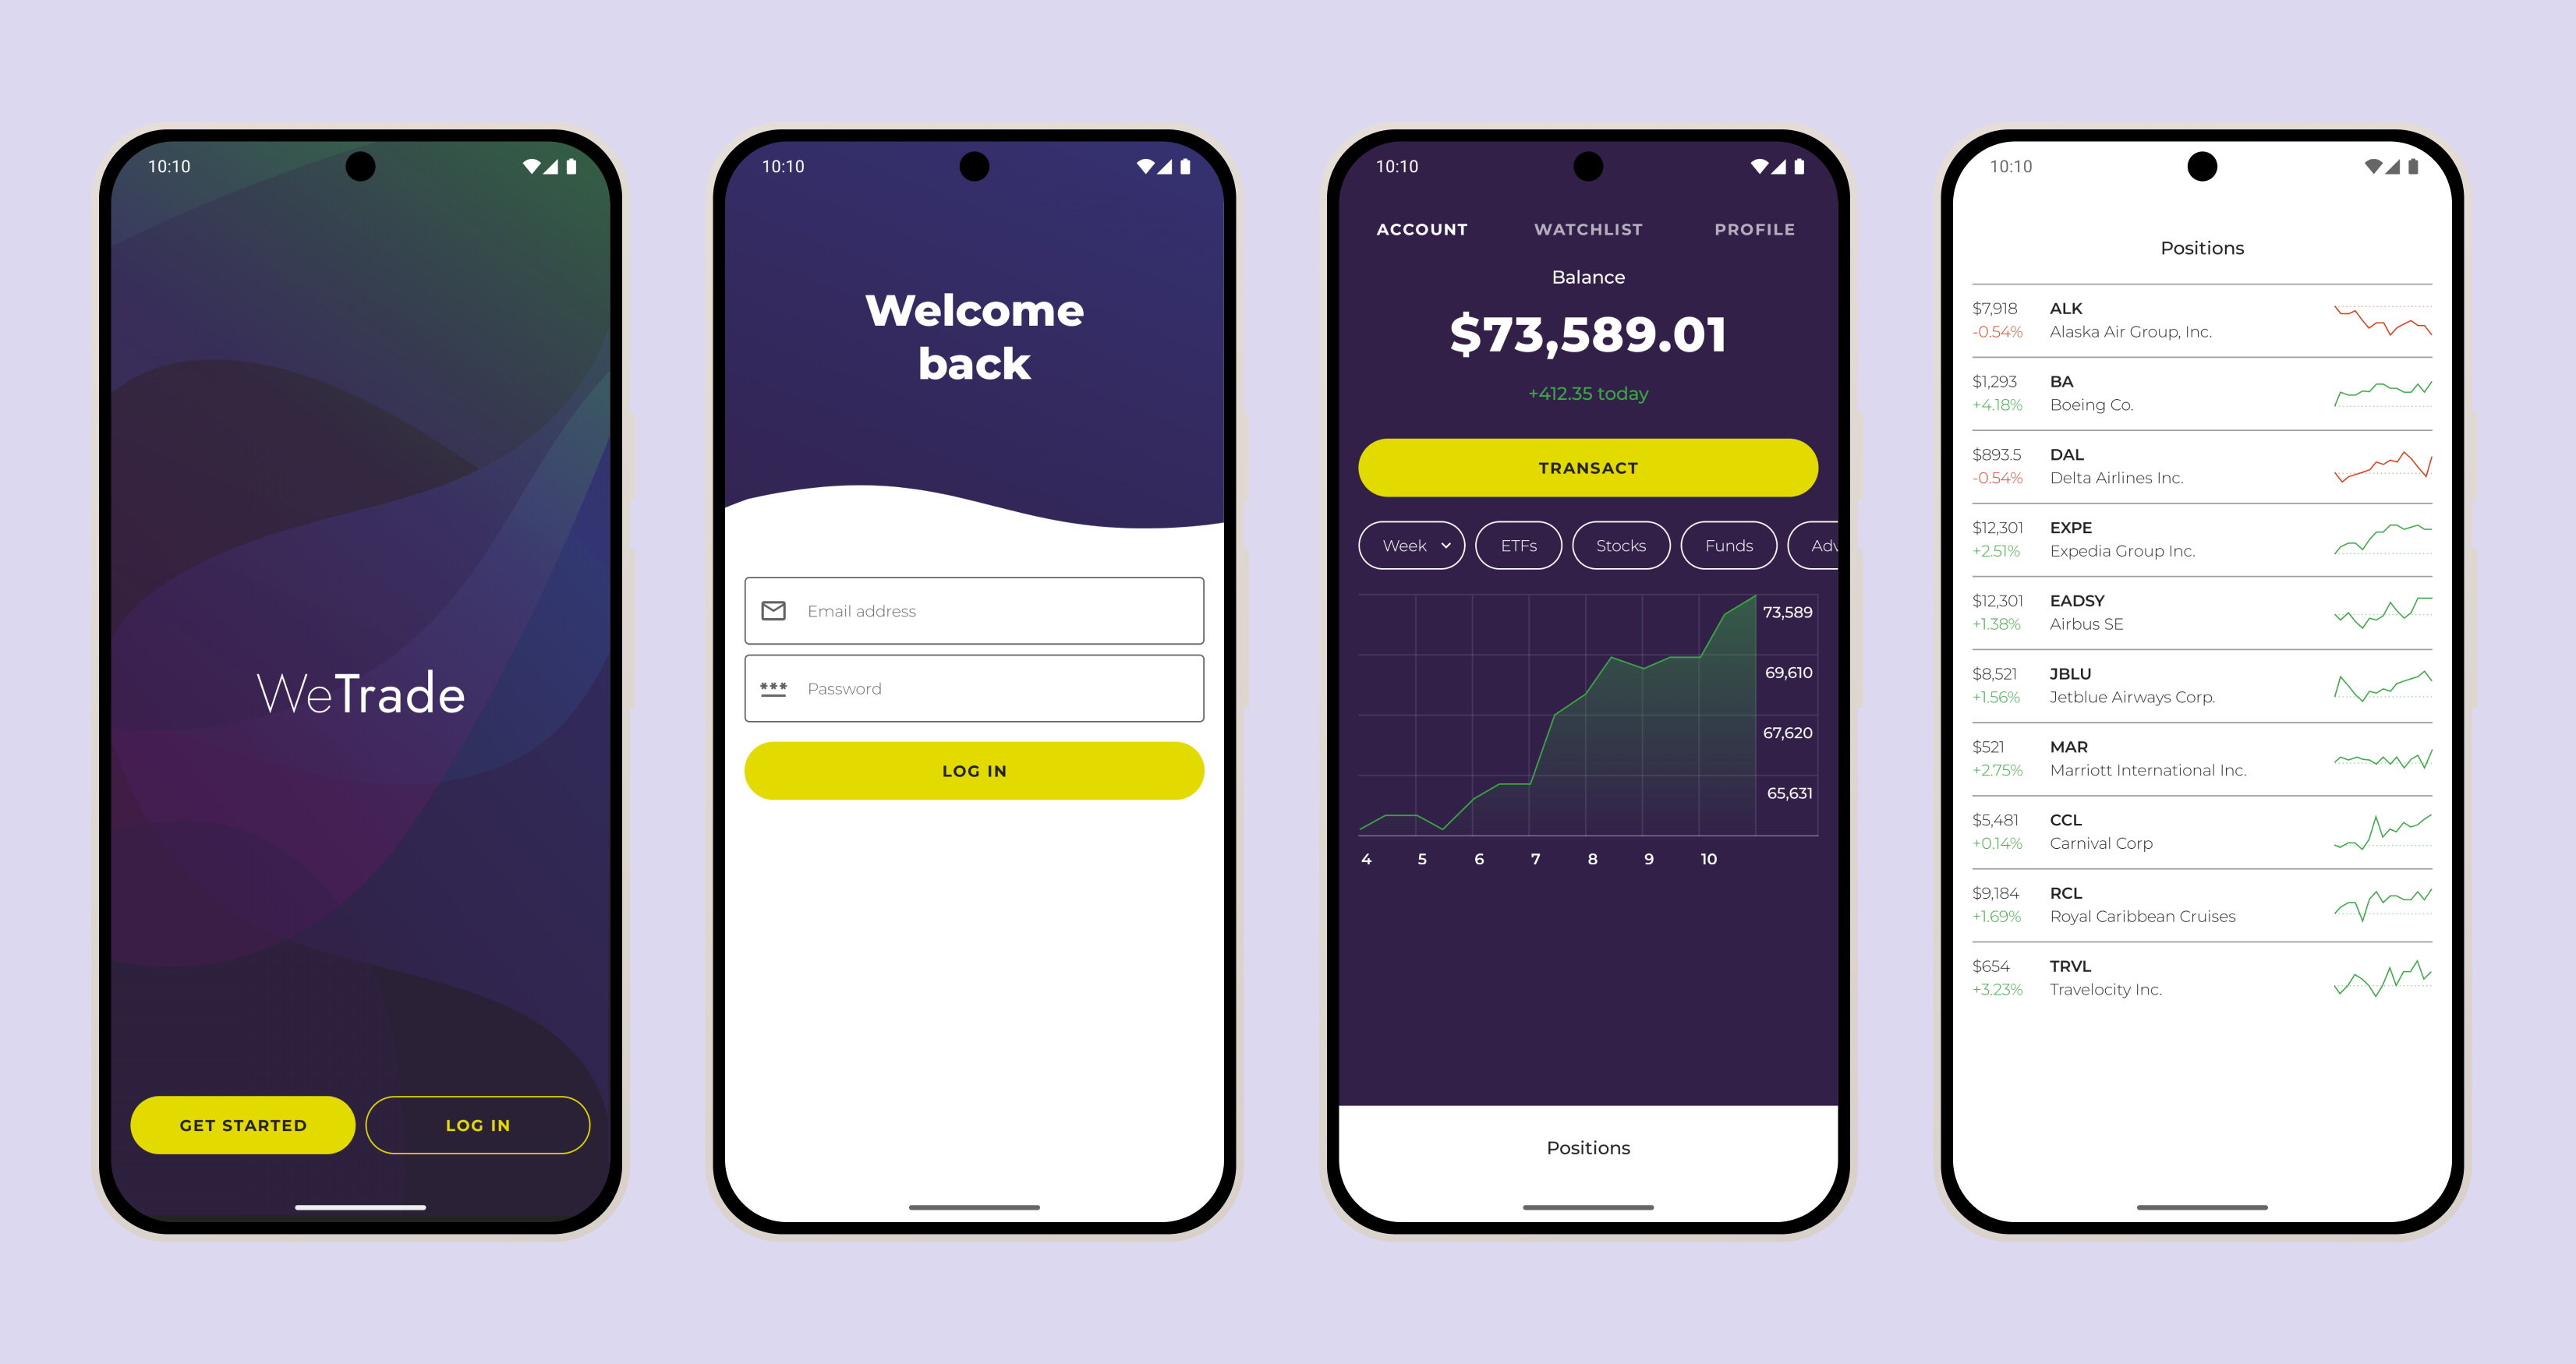 10:10
WeTrade
GET STARTED
LOG IN
10:10
Welcome
back
Email address
*** Password
LOG IN
10:10
ACCOUNT WATCHLIST PROFILE
Balance
$73,589.01
+412.35 today
TRANSACT
Week ETFs Stocks Funds Adv
73,589
69,610
67,620
65,631
4 5 6 7 8 9 10
Positions
10:10
Positions
$7,918 ALK
-0.54% Alaska Air Group, Inc.
$1,293 BA
+4.18% Boeing Co.
$893.5 DAL
-0.54% Delta Airlines Inc.
$12,301 EXPE
+2.51% Expedia Group Inc.
$12,301 EADSY
+1.38% Airbus SE
$8,521 JBLU
+1.56% Jetblue Airways Corp.
$521 MAR
+2.75% Marriott International Inc.
$5,481 CCL
+0.14% Carnival Corp
$9,184 RCL
+1.69% Royal Caribbean Cruises
$654 TRVL
+3.23% Travelocity Inc.